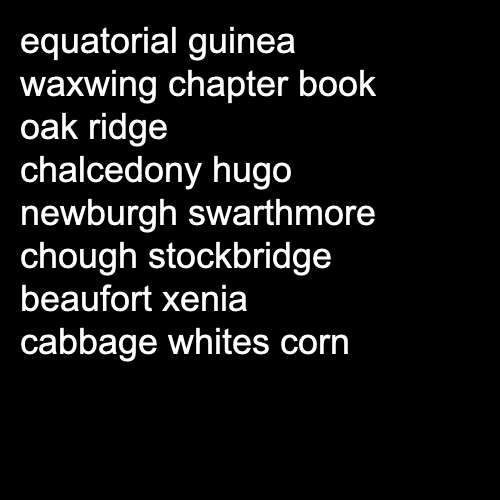 equatorial guinea
waxwing chapter book
oak ridge
chalcedony hugo
newburgh swarthmore
chough stockbridge
beaufort xenia
cabbage whites corn